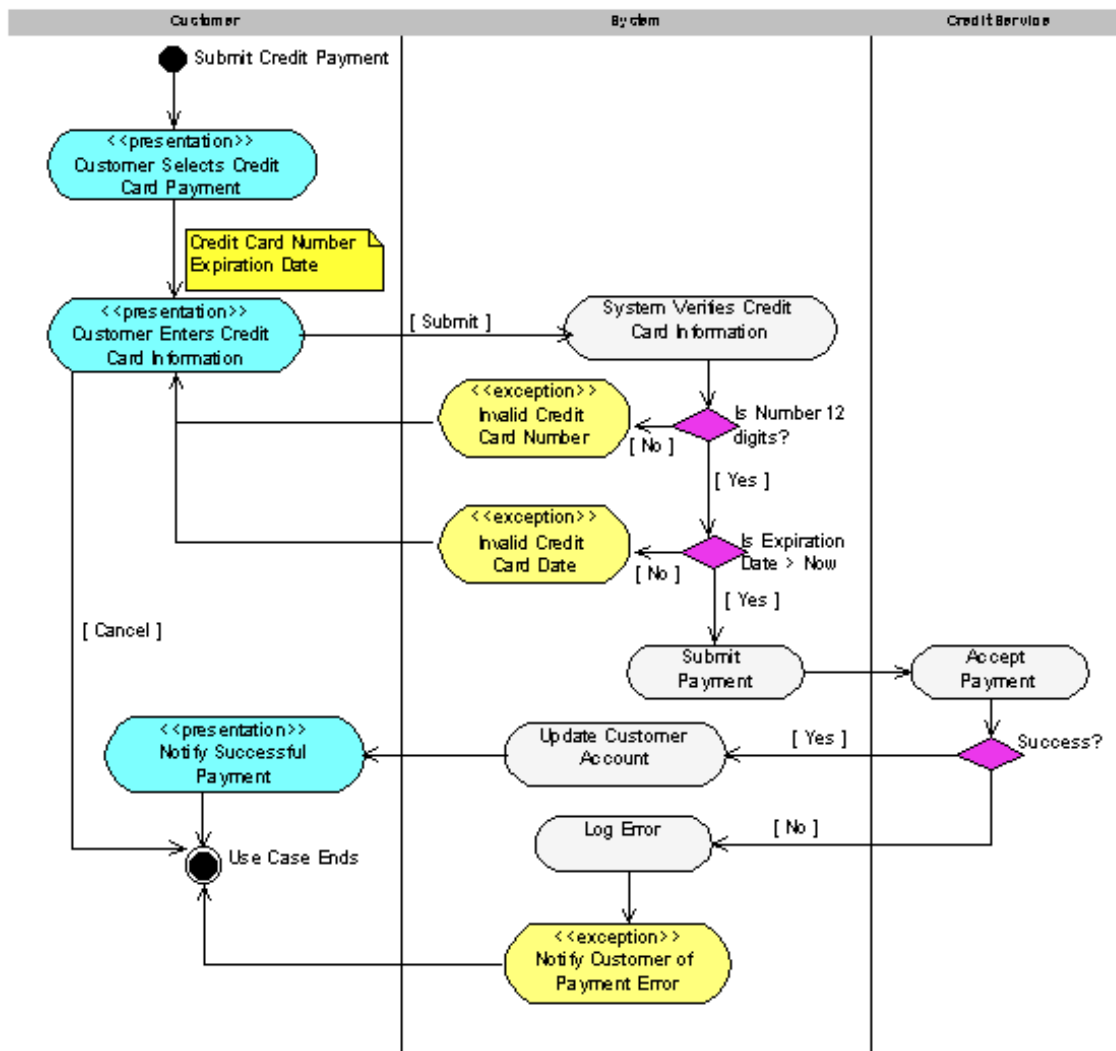 Customer
System
Credit Service
Submit Credit Payment
<<presentation>>
Customer Selects Credit
Card Payment
Credit Card Number
Expiration Date
<<presentation>>
Customer Enters Credit
Card Information
[ Submit ]
System Verifies Credit
Card Information
<<exception>>
Invalid Credit
Card Number
[ No ]
Is Number 12
digits?
[ Yes ]
<<exception>>
Invalid Credit
Card Date
[ No ]
Is Expiration
Date > Now
[ Yes ]
[ Cancel ]
Submit
Payment
Accept
Payment
<<presentation>>
Notify Successful
Payment
Update Customer
Account
[ Yes ]
Success?
Log Error
[ No ]
Use Case Ends
<<exception>>
Notify Customer of
Payment Error